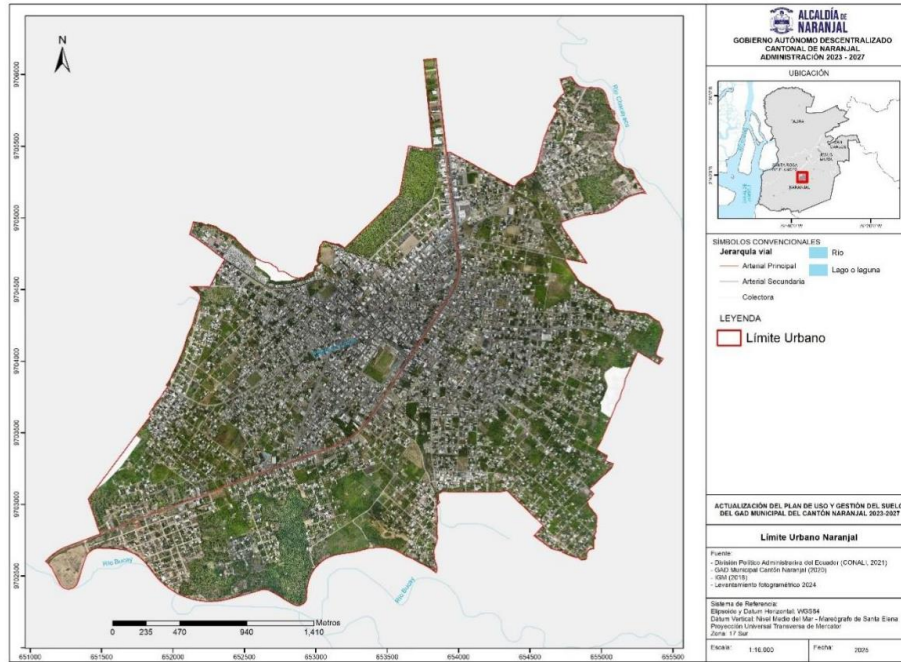 ALCALDÍA DE
NARANJAL
GOBIERNO AUTÓNOMO DESCENTRALIZADO
CANTONAL DE NARANJAL
ADMINISTRACIÓN 2023 - 2027
UBICACIÓN
TAURA
JESUS
MARIA
NARANJAL
SÍMBOLOS CONVENCIONALES
Jerarquía vial
Arterial Principal
Arterial Secundaria
Colectora
Río
Lago o laguna
LEYENDA
Límite Urbano
ACTUALIZACIÓN DEL PLAN DE USO Y GESTIÓN DEL SUELO
DEL GAD MUNICIPAL DEL CANTÓN NARANJAL 2023-2027
Límite Urbano Naranjal
Fuente:
- División Político Administrativa del Ecuador (CONALI, 2021)
- GAD Municipal Cantón Naranjal (2020)
- IGM (2018)
- Levantamiento fotogramétrico 2024
Sistema de Referencia:
Elipsoide y Datum Horizontal: WGS84
Datum Vertical: Nivel Medio del Mar - Mareógrafo de Santa Elena
Proyección Universal Transversa de Mercator
Zona: 17 Sur
Escala: 1:16.000
Fecha: 2025
N
9706000
9705500
9705000
9704500
9704000
9703500
9703000
9702500
Río Bucay
Río Bucay
Metros
0 235 470 940 1,410
651000 651500 652000 652500 653000 653500 654000 654500 655000 655500